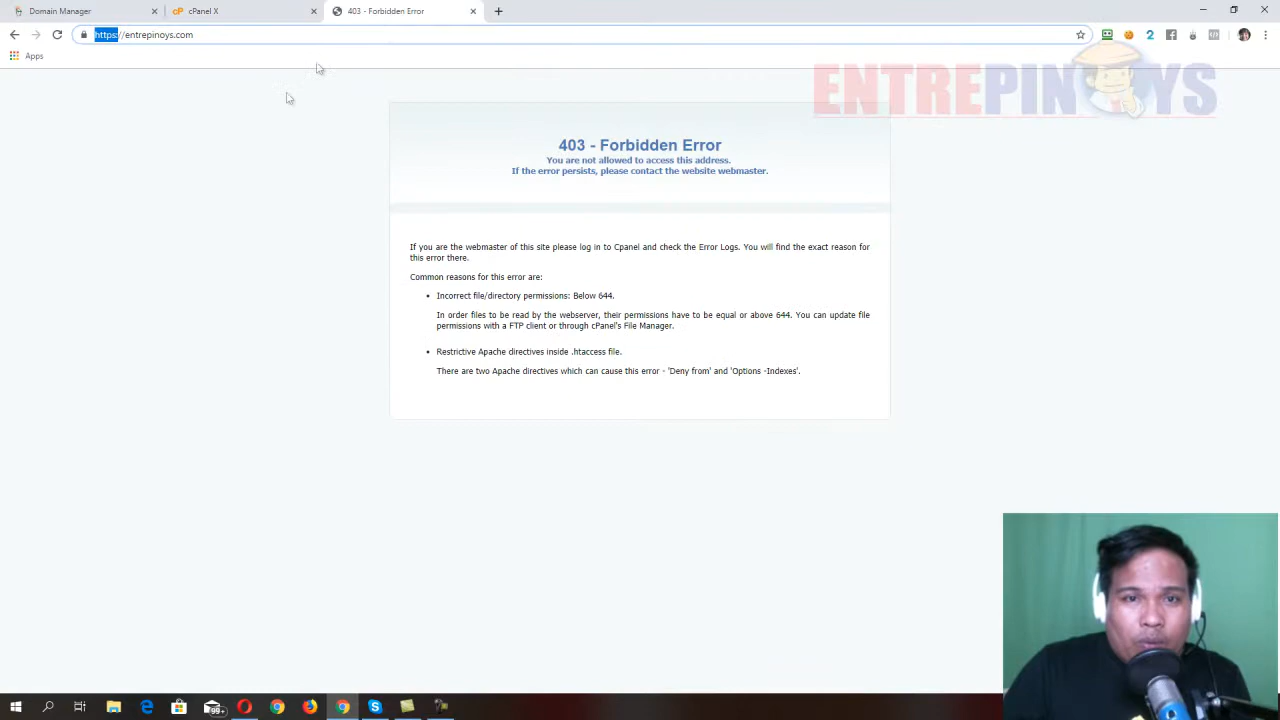 Domain Manager
cPanel X
403 - Forbidden Error
https://entrepinoys.com
Apps
ENTREPINOYS
403 - Forbidden Error
You are not allowed to access this address.
If the error persists, please contact the website webmaster.
If you are the webmaster of this site please log in to Cpanel and check the Error Logs. You will find the exact reason for
this error there.
Common reasons for this error are:
Incorrect file/directory permissions: Below 644.
In order files to be read by the webserver, their permissions have to be equal or above 644. You can update file
permissions with a FTP client or through cPanel's File Manager.
Restrictive Apache directives inside .htaccess file.
There are two Apache directives which can cause this error - 'Deny from' and 'Options -Indexes'.
99+